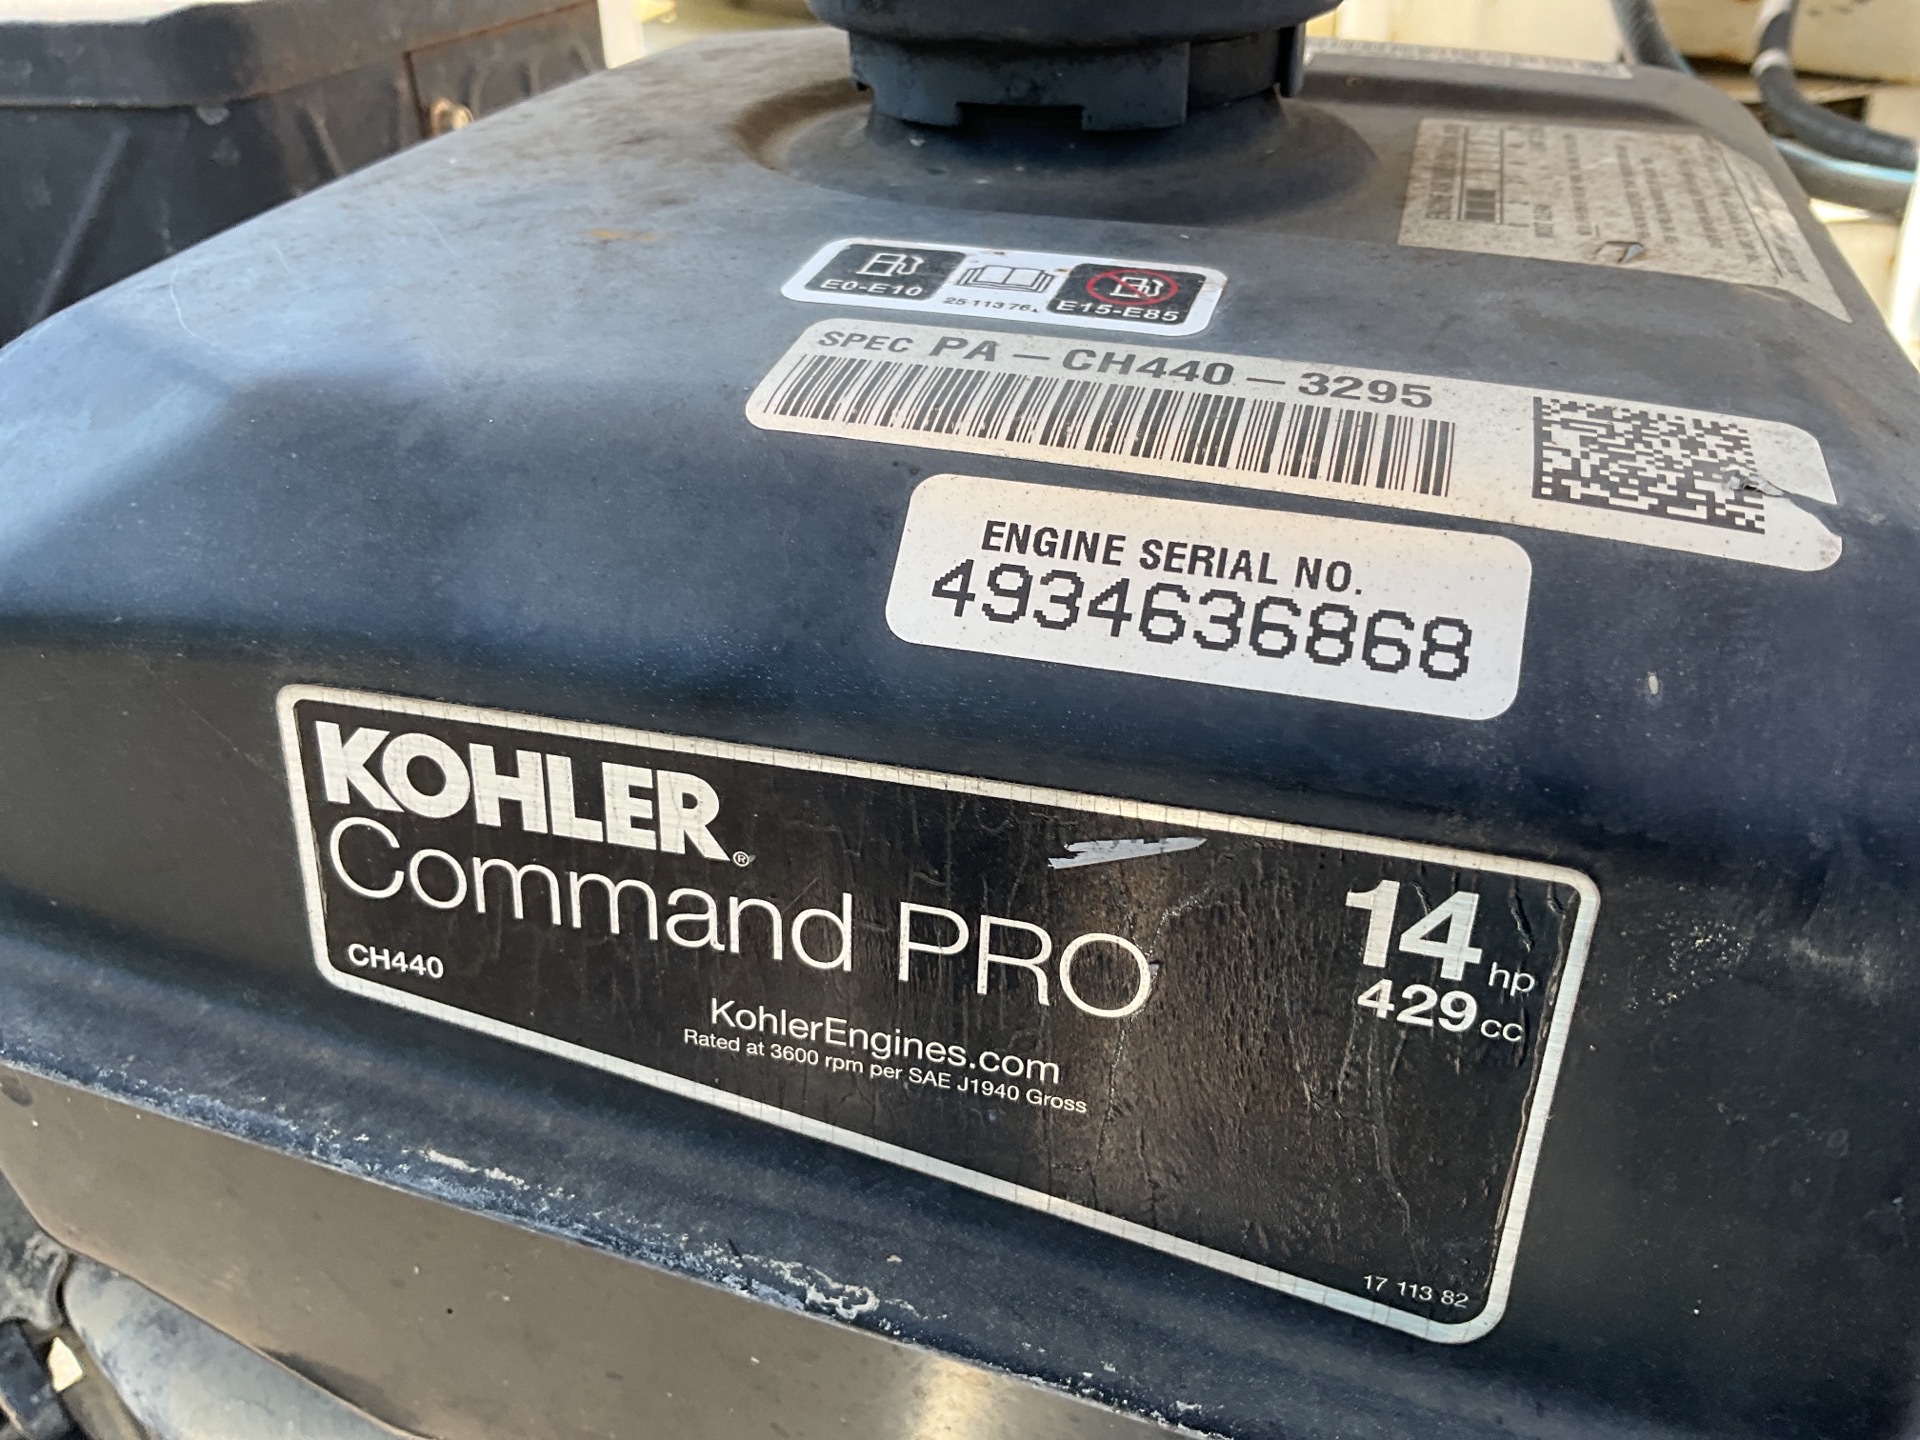 E0-E10
25 113 76
E15-E85
SPEC PA-CH440-3295
ENGINE SERIAL NO.
4934636868
KOHLER®
Command PRO
14 hp
429 cc
CH440
KohlerEngines.com
Rated at 3600 rpm per SAE J1940 Gross
17 113 82